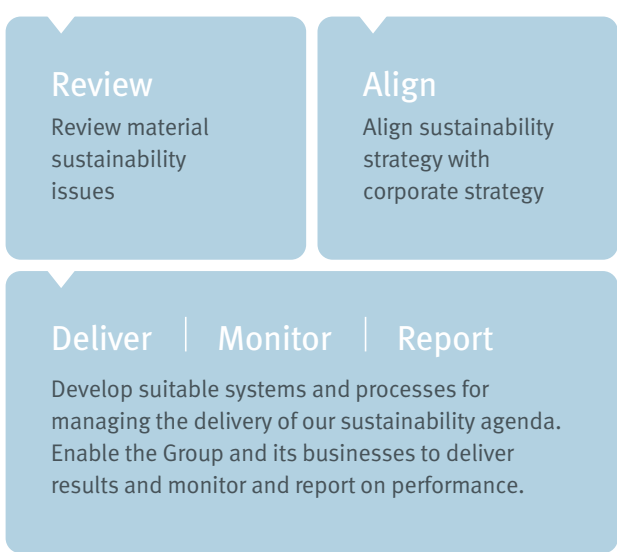 Review
Review material
sustainability
issues
Align
Align sustainability
strategy with
corporate strategy
Deliver | Monitor | Report
Develop suitable systems and processes for
managing the delivery of our sustainability agenda.
Enable the Group and its businesses to deliver
results and monitor and report on performance.